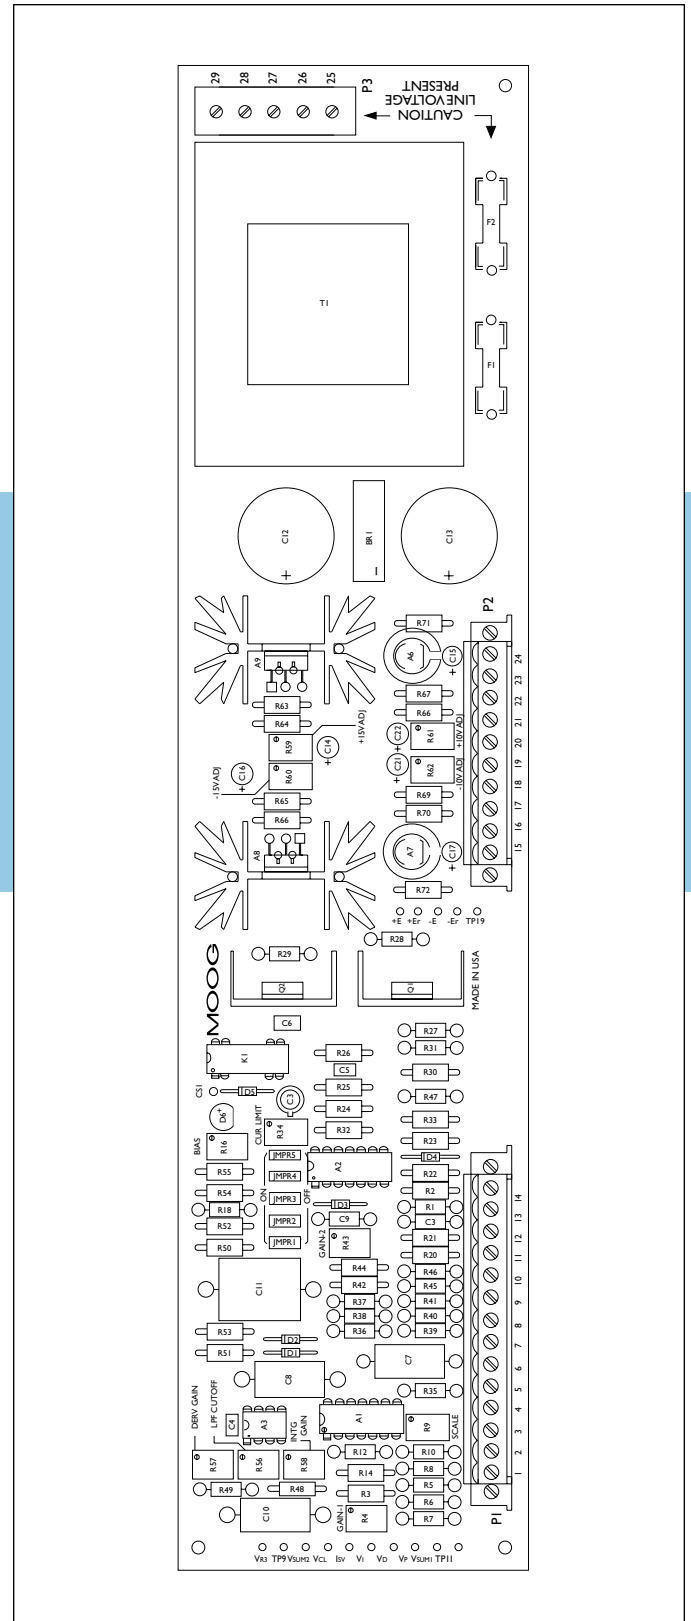 29 28 27 26 25
P3
CAUTION
LINE VOLTAGE
PRESENT
F2
T1
F1
C12
BR1
C13
+
–
+
P2
R71
A6
C15
+
A9
24
23
22
21
20
19
18
17
16
15
R63
R64
R67
R66
R59
C14
+
+15VADJ
C22
+
R61
+10VADJ
C16
+
-15VADJ
R60
C21
+
R62
-10VADJ
R65
R66
R69
R70
A8
A7
C17
+
R72
+E +Er -E -Er TP19
MOOG
R29
R28
Q2
Q1
MADE IN USA
C6
K1
R26
C5
R25
R24
R32
R27
R31
R30
R47
R33
R23
D4
CS1
D5
D6+
C3
CUR LIMIT
R34
BIAS
R16
JMPR5
JMPR4
JMPR3
JMPR2
JMPR1
ON
OFF
A2
R55
R54
R18
R52
R50
D3
C9
GAIN-2
R43
R22
R2
R1
C3
R21
R20
R46
R45
R41
R40
R39
R44
R42
R37
R38
R36
C11
R53
R51
D2
D1
C8
C7
R35
14
13
12
11
10
9
8
7
6
5
4
3
2
1
P1
DERV GAIN
LPF CUTOFF
C4
A3
INTG
GAIN
A1
R9
SCALE
R57
R56
R58
R12
R10
R14
R8
R49
R48
R3
R5
R6
R7
C10
GAIN-1
R4
VR3 TP9 VSUM2 VCL ISV VI VD VP VSUM1 TP11